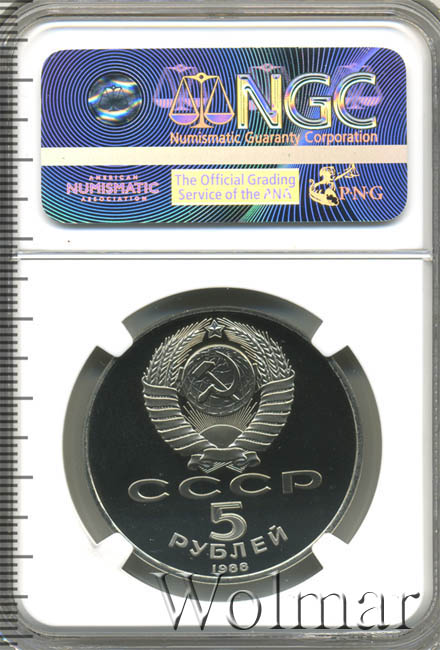 NGC
Numismatic Guaranty Corporation
AMERICAN
NUMISMATIC
ASSOCIATION
The Official Grading
Service of the PNG
PNG
СССР
5
РУБЛЕЙ
1988
Wolmar